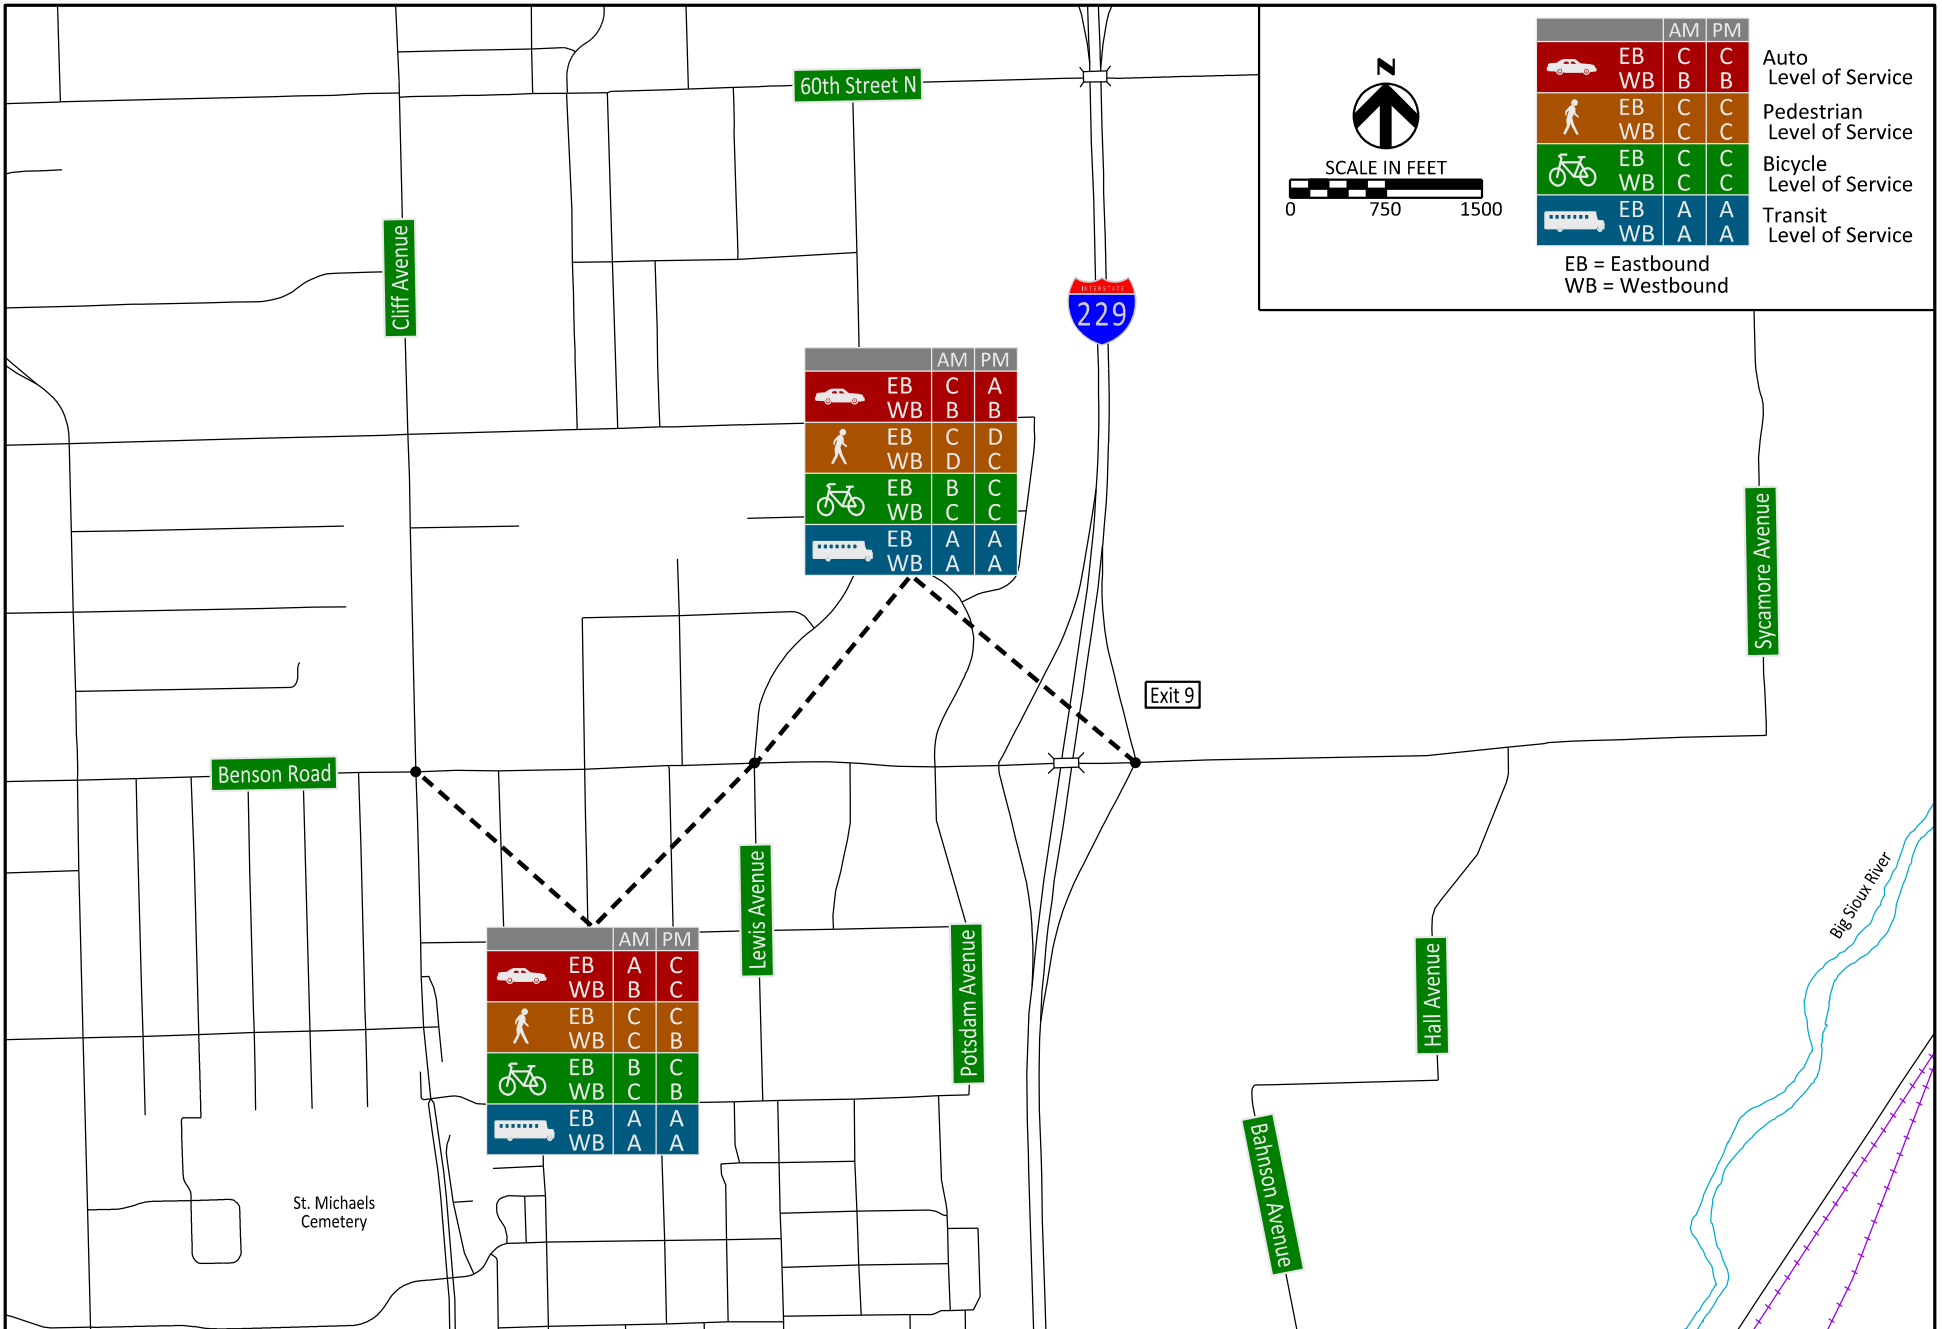 60th Street N
N
SCALE IN FEET
0 750 1500
AM PM
EB C C
WB B B
Auto
Level of Service
EB C C
WB C C
Pedestrian
Level of Service
EB C C
WB C C
Bicycle
Level of Service
EB A A
WB A A
Transit
Level of Service
EB = Eastbound
WB = Westbound
Cliff Avenue
INTERSTATE
229
AM PM
EB C A
WB B B
EB C D
WB D C
EB B C
WB C C
EB A A
WB A A
Sycamore Avenue
Exit 9
Benson Road
Lewis Avenue
Potsdam Avenue
Hall Avenue
Big Sioux River
AM PM
EB A C
WB B C
EB C C
WB C B
EB B C
WB C B
EB A A
WB A A
Bahnson Avenue
St. Michaels
Cemetery